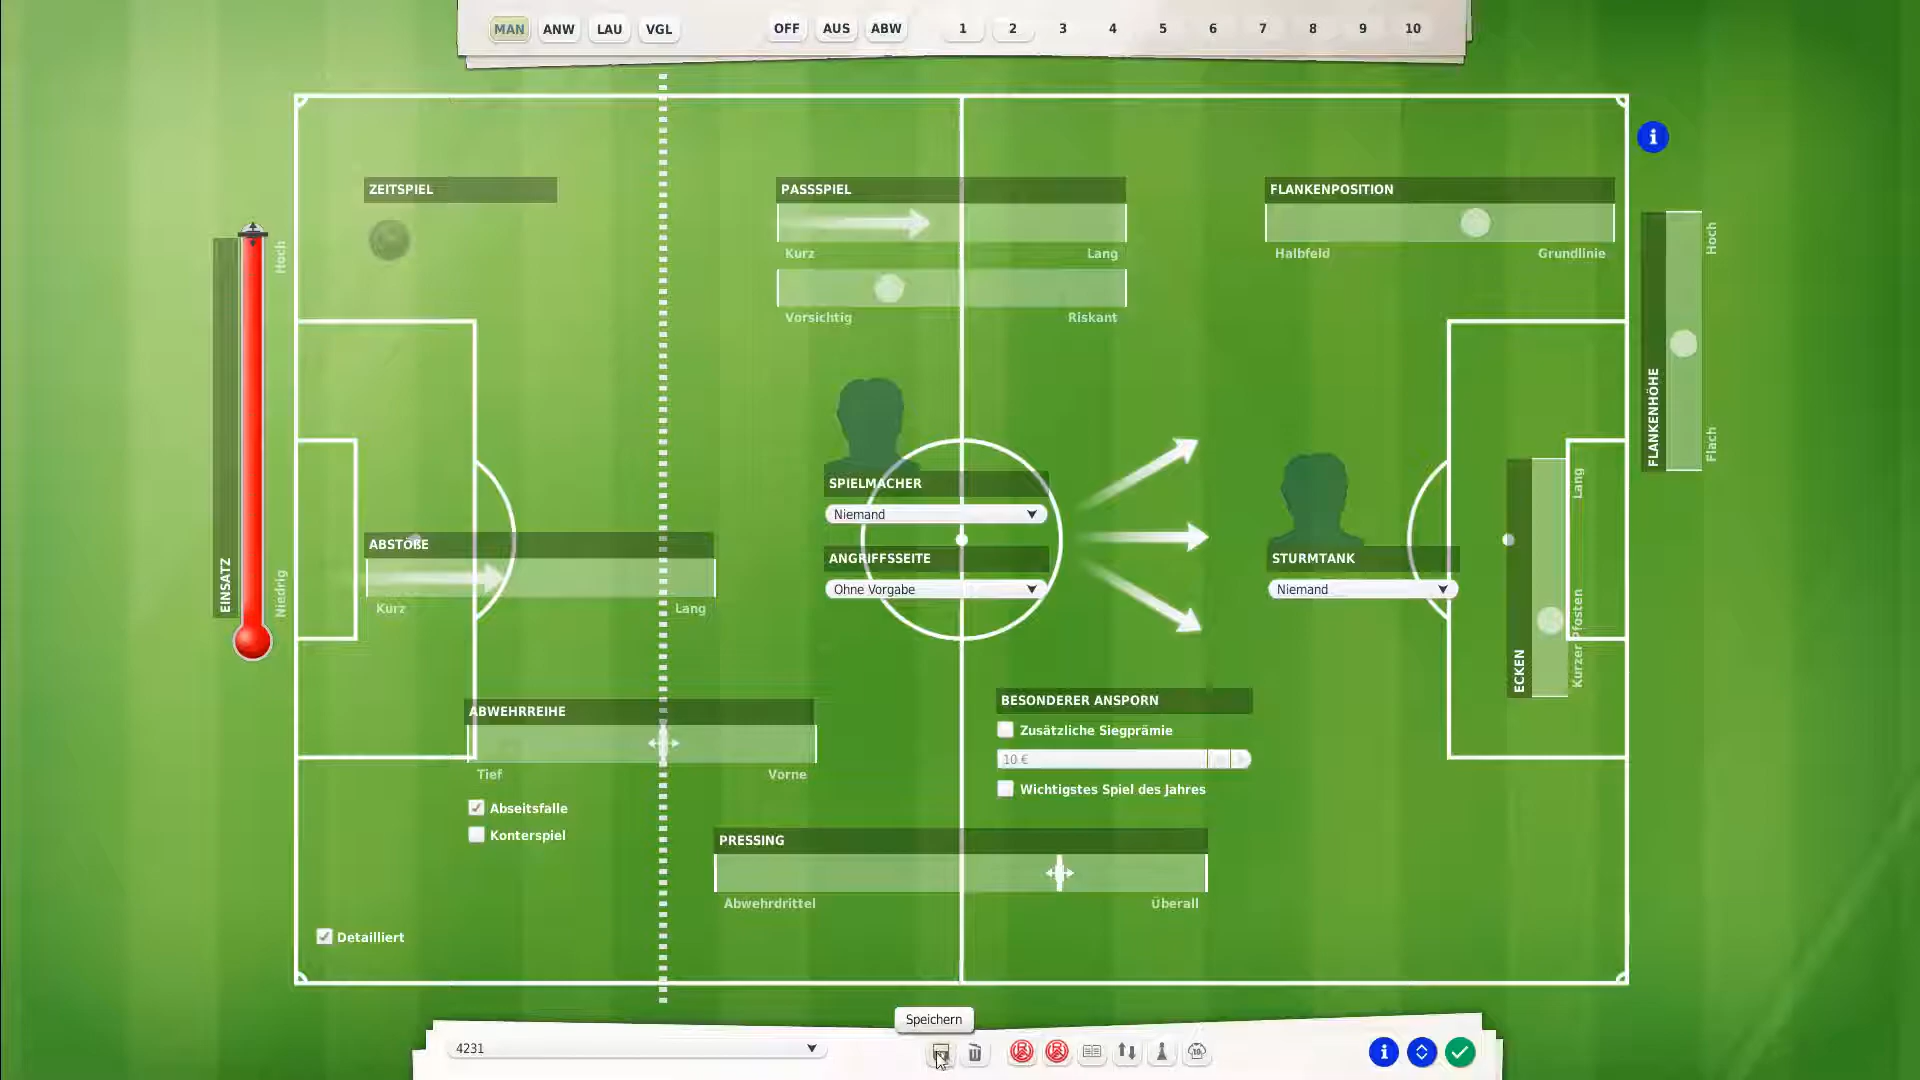 MAN ANW LAU VGL OFF AUS ABW 1 2 3 4 5 6 7 8 9 10
ZEITSPIEL
PASSSPIEL
Kurz Lang
Vorsichtig Riskant
FLANKENPOSITION
Halbfeld Grundlinie
EINSATZ
Hoch
Niedrig
FLANKENHÖHE
Hoch
Flach
SPIELMACHER
Niemand
ANGRIFFSSEITE
Ohne Vorgabe
ABSTÖßE
Kurz Lang
STURMTANK
Niemand
ECKEN
Lang
Kurzer Pfosten
ABWEHRREIHE
Tief Vorne
Abseitsfalle
Konterspiel
BESONDERER ANSPORN
Zusätzliche Siegprämie
10 €
Wichtigstes Spiel des Jahres
PRESSING
Abwehrdrittel Überall
Detailliert
Speichern
4231